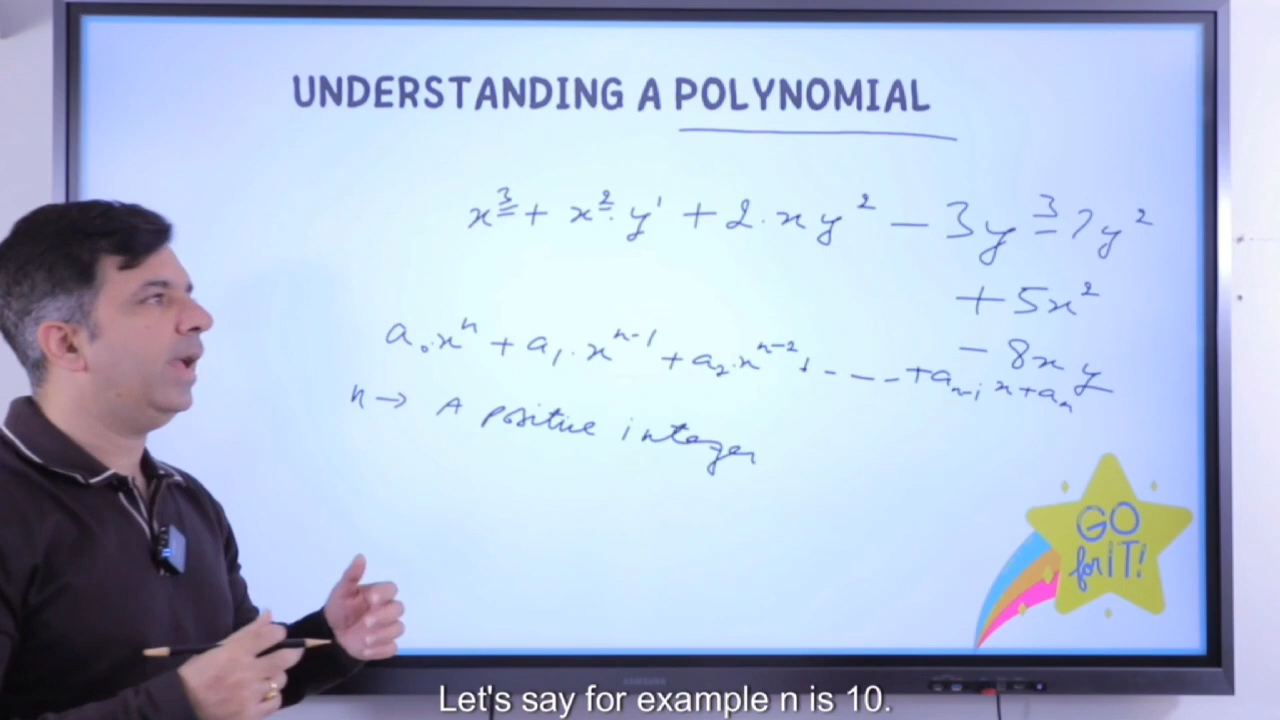 UNDERSTANDING A POLYNOMIAL
x³ + x².y¹ + 2.xy² – 3y³ – 7y²
+ 5x²
– 8xy
a₀.xⁿ + a₁.xⁿ⁻¹ + a₂.xⁿ⁻² + - - - - + aₙ₋₁x + aₙ
n → A positive integer
GO
for IT!
SAMSUNG
Let's say for example n is 10.